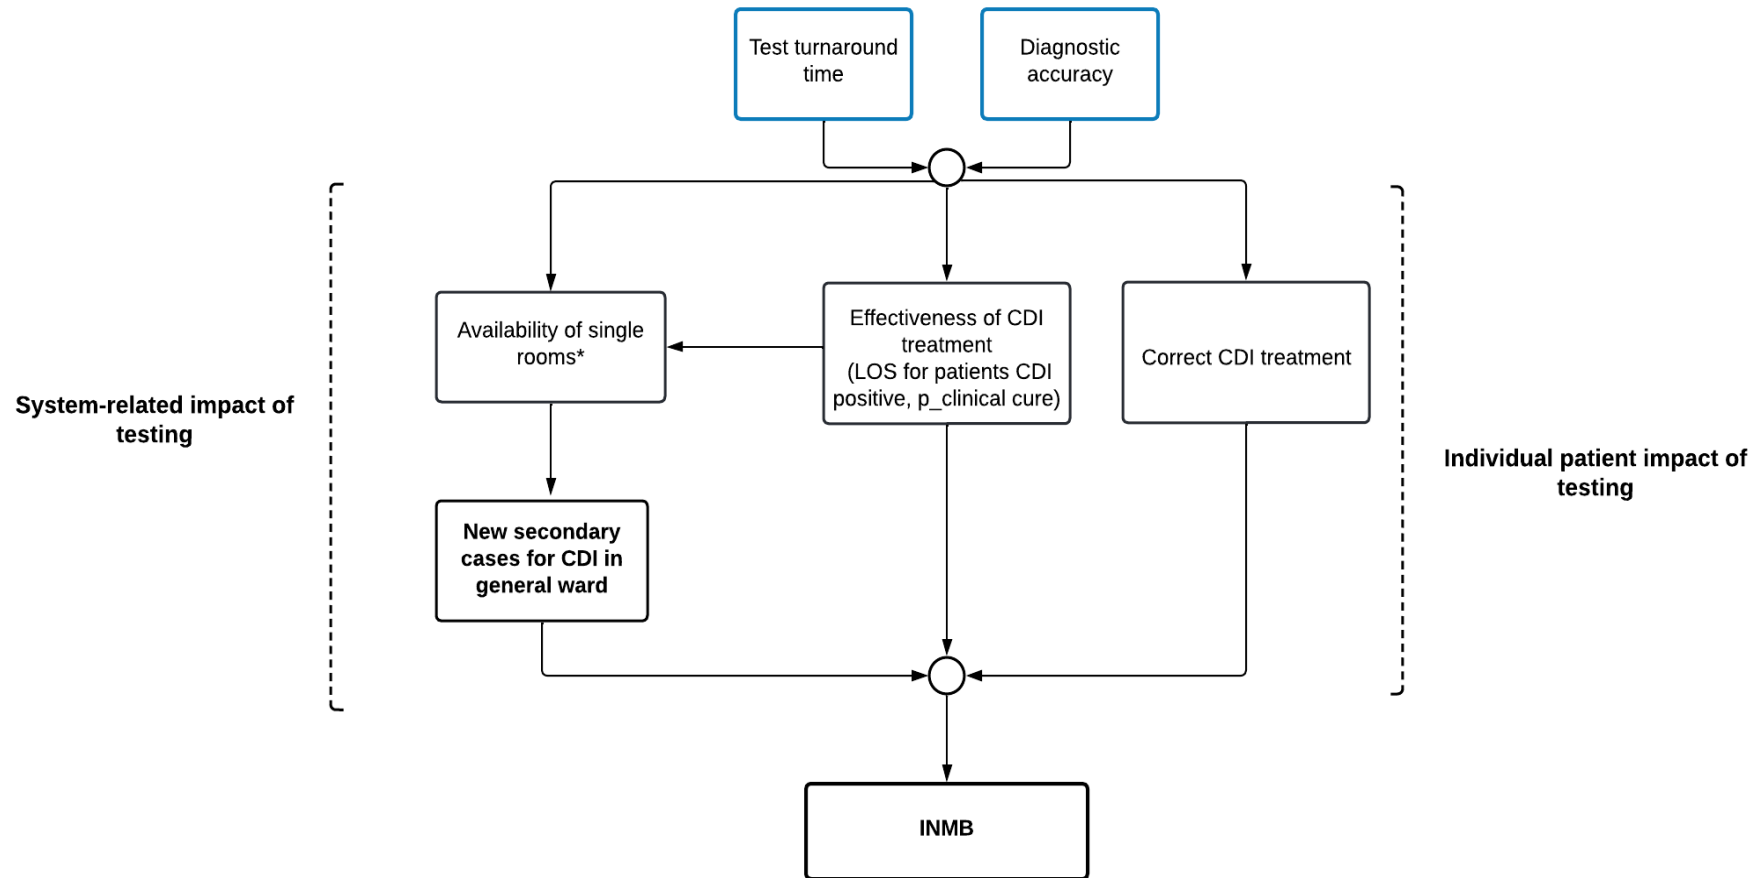 Test turnaround
time
Diagnostic
accuracy
Availability of single
rooms*
Effectiveness of CDI
treatment
(LOS for patients CDI
positive, p_clinical cure)
Correct CDI treatment
System-related impact of
testing
Individual patient impact of
testing
New secondary
cases for CDI in
general ward
INMB